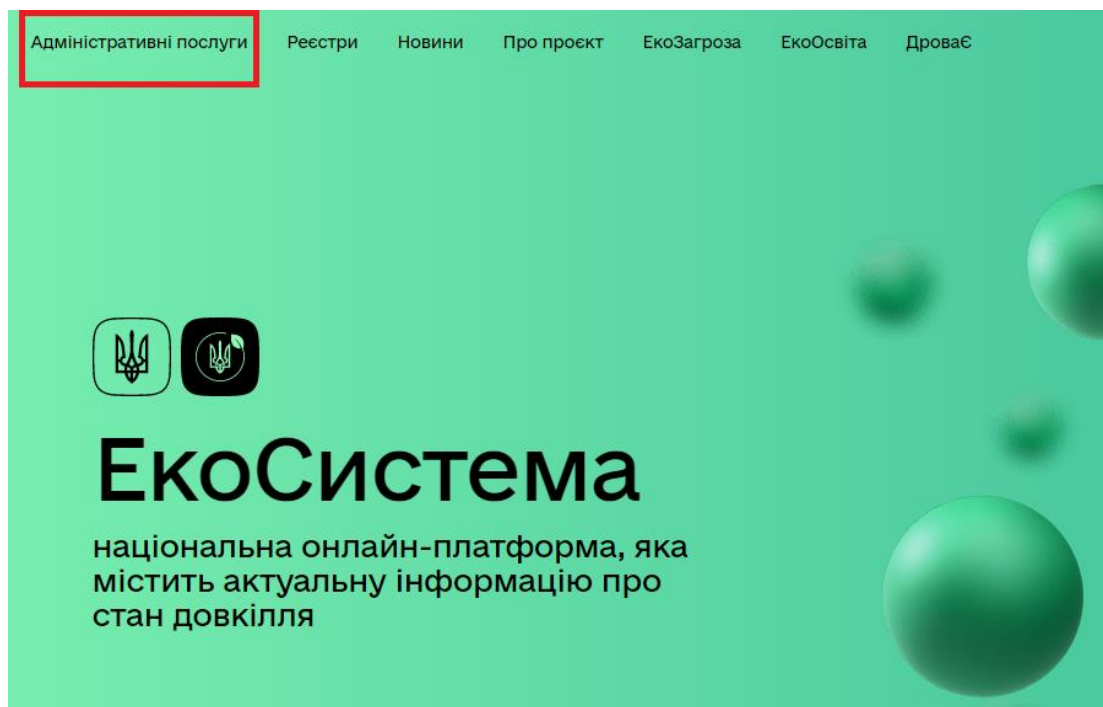 Адміністративні послуги Реєстри Новини Про проєкт ЕкоЗагроза ЕкоОсвіта ДроваЄ
ЕкоСистема
національна онлайн-платформа, яка
містить актуальну інформацію про
стан довкілля